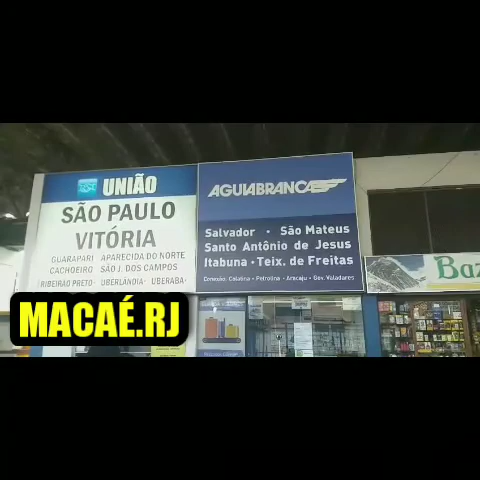 UNIÃO
SÃO PAULO
VITÓRIA
GUARAPARI APARECIDA DO NORTE
CACHOEIRO SÃO J. DOS CAMPOS
RIBEIRÃO PRETO · UBERLÂNDIA · UBERABA ·
AGUIABRANCA
Salvador · São Mateus
Santo Antônio de Jesus
Itabuna · Teix. de Freitas
Conexão, Colatina · Petrolina · Aracaju · Gov. Valadares
Baz
MACAÉ.RJ